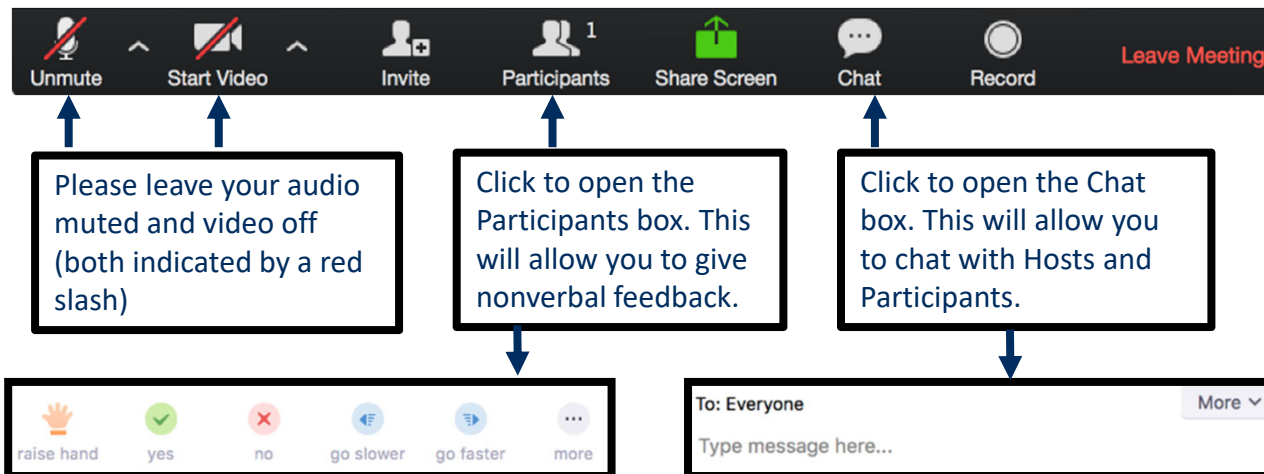 1
Unmute Start Video Invite Participants Share Screen Chat Record Leave Meeting
Please leave your audio
muted and video off
(both indicated by a red
slash)
Click to open the
Participants box. This
will allow you to give
nonverbal feedback.
Click to open the Chat
box. This will allow you
to chat with Hosts and
Participants.
raise hand yes no go slower go faster more
To: Everyone More
Type message here...